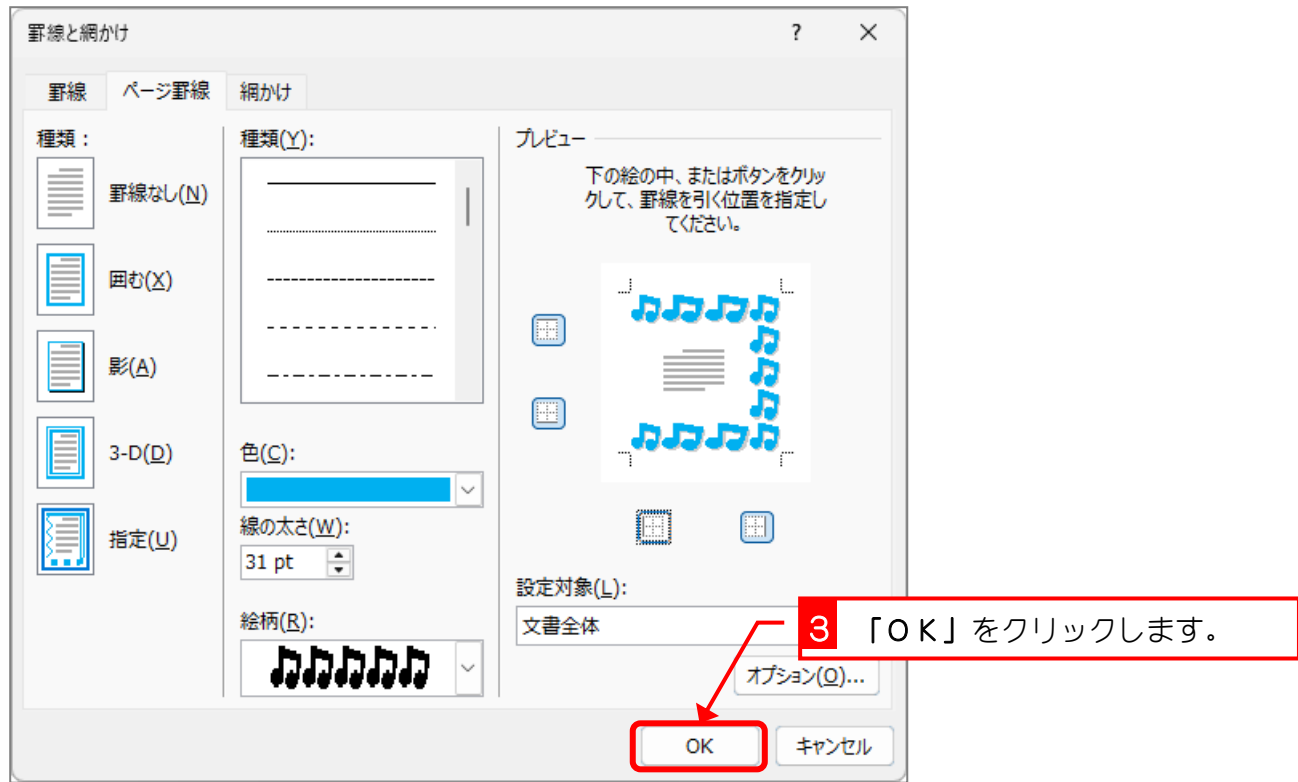 罫線と網かけ
?
罫線 ページ罫線 網かけ
種類：
罫線なし(N)
囲む(X)
影(A)
3-D(D)
指定(U)
種類(Y):
色(C):
線の太さ(W):
31 pt
絵柄(R):
プレビュー
下の絵の中、またはボタンをクリッ
クして、罫線を引く位置を指定し
てください。
設定対象(L):
文書全体
3 「ＯＫ」をクリックします。
オプション(O)...
OK キャンセル